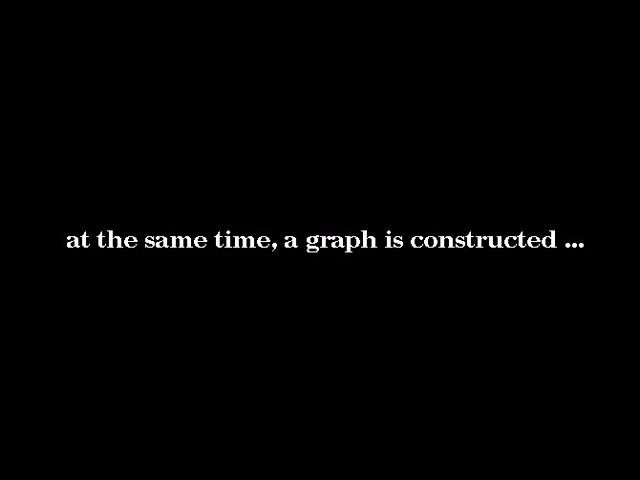 at the same time, a graph is constructed ...